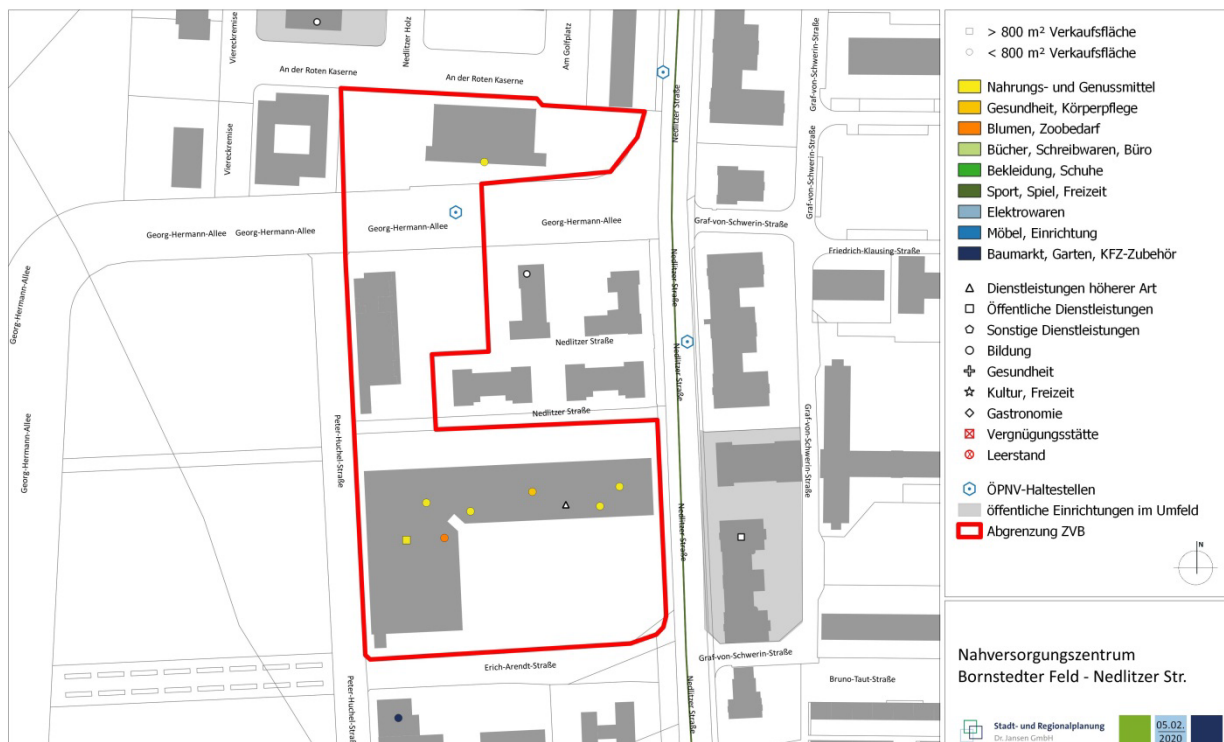 Viereckremise
Nedlitzer Holz
Am Golfplatz
An der Roten Kaserne
An der Roten Kaserne
Nedlitzer Straße
Graf-von-Schwerin-Straße
Viereckremise
Graf-von-Schwerin-Straße
Georg-Hermann-Allee
Georg-Hermann-Allee
Georg-Hermann-Allee
Georg-Hermann-Allee
Graf-von-Schwerin-Straße
Friedrich-Klausing-Straße
Georg-Hermann-Allee
Nedlitzer Straße
Nedlitzer Straße
Nedlitzer Straße
Nedlitzer Straße
Georg-Hermann-Allee
Peter-Huchel-Straße
Graf-von-Schwerin-Straße
Nedlitzer Straße
Erich-Arendt-Straße
Graf-von-Schwerin-Straße
Bruno-Taut-Straße
Peter-Huchel-Straße
Nedlitzer Straße
> 800 m² Verkaufsfläche
< 800 m² Verkaufsfläche
Nahrungs- und Genussmittel
Gesundheit, Körperpflege
Blumen, Zoobedarf
Bücher, Schreibwaren, Büro
Bekleidung, Schuhe
Sport, Spiel, Freizeit
Elektrowaren
Möbel, Einrichtung
Baumarkt, Garten, KFZ-Zubehör
Dienstleistungen höherer Art
Öffentliche Dienstleistungen
Sonstige Dienstleistungen
Bildung
Gesundheit
Kultur, Freizeit
Gastronomie
Vergnügungsstätte
Leerstand
ÖPNV-Haltestellen
öffentliche Einrichtungen im Umfeld
Abgrenzung ZVB
N
Nahversorgungszentrum
Bornstedter Feld - Nedlitzer Str.
Stadt- und Regionalplanung
Dr. Jansen GmbH
05.02.
2020